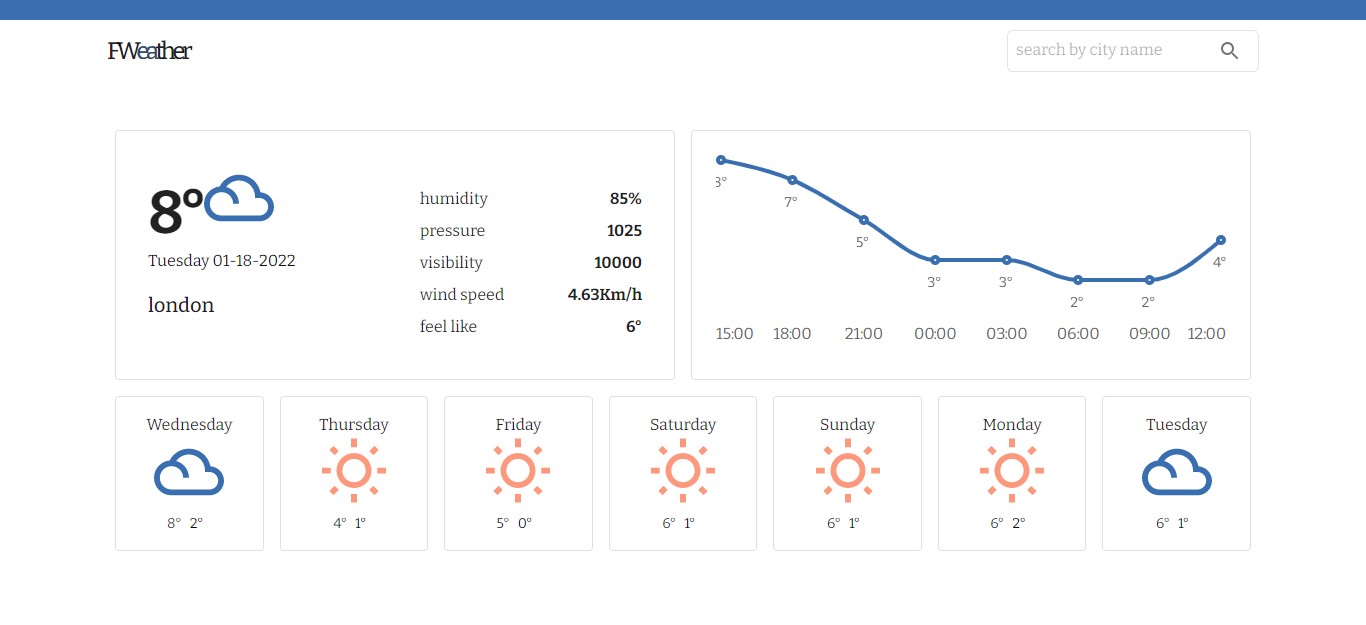 FWeather
search by city name
8°
Tuesday 01-18-2022
london
humidity 85%
pressure 1025
visibility 10000
wind speed 4.63Km/h
feel like 6°
8°
7°
5°
3°
3°
2°
2°
4°
15:00 18:00 21:00 00:00 03:00 06:00 09:00 12:00
Wednesday
8° 2°
Thursday
4° 1°
Friday
5° 0°
Saturday
6° 1°
Sunday
6° 1°
Monday
6° 2°
Tuesday
6° 1°